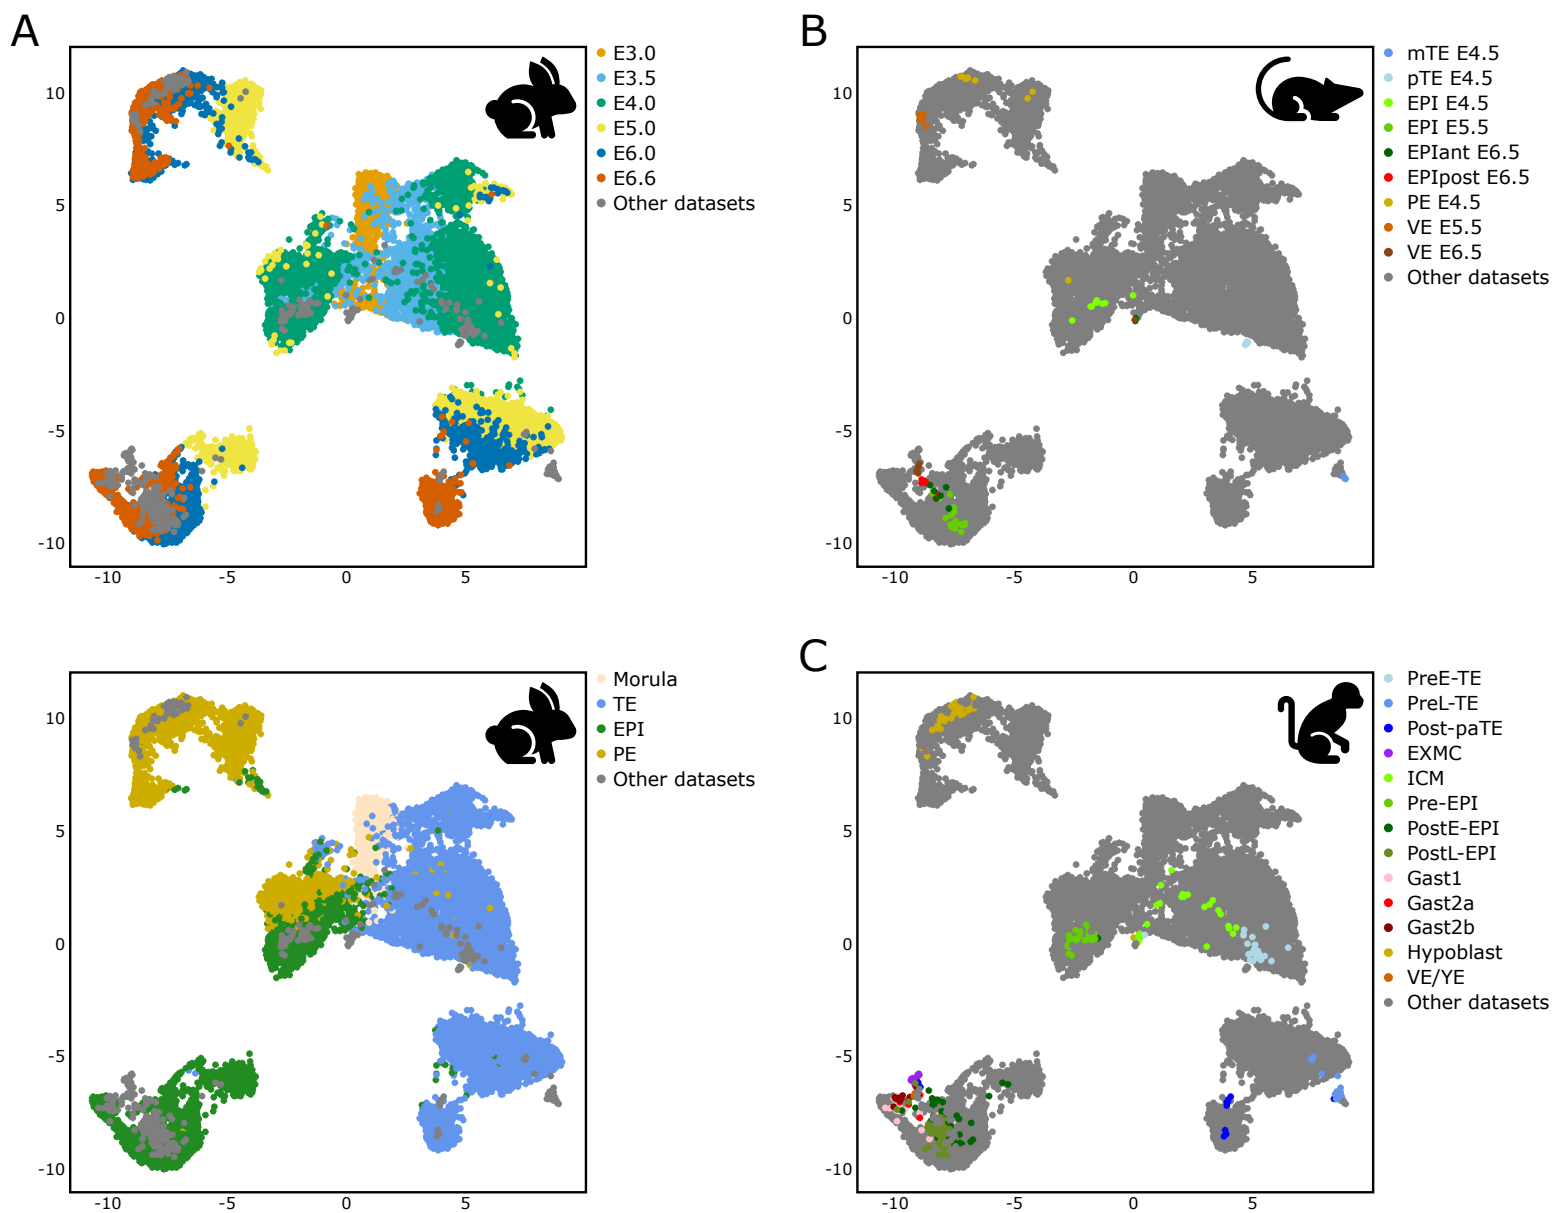 A
10
5
0
-5
-10
-10
-5
0
5
E3.0
E3.5
E4.0
E5.0
E6.0
E6.6
Other datasets
B
10
5
0
-5
-10
-10
-5
0
5
mTE E4.5
pTE E4.5
EPI E4.5
EPI E5.5
EPIant E6.5
EPIpost E6.5
PE E4.5
VE E5.5
VE E6.5
Other datasets
10
5
0
-5
-10
-10
-5
0
5
Morula
TE
EPI
PE
Other datasets
C
10
5
0
-5
-10
-10
-5
0
5
PreE-TE
PreL-TE
Post-paTE
EXMC
ICM
Pre-EPI
PostE-EPI
PostL-EPI
Gast1
Gast2a
Gast2b
Hypoblast
VE/YE
Other datasets